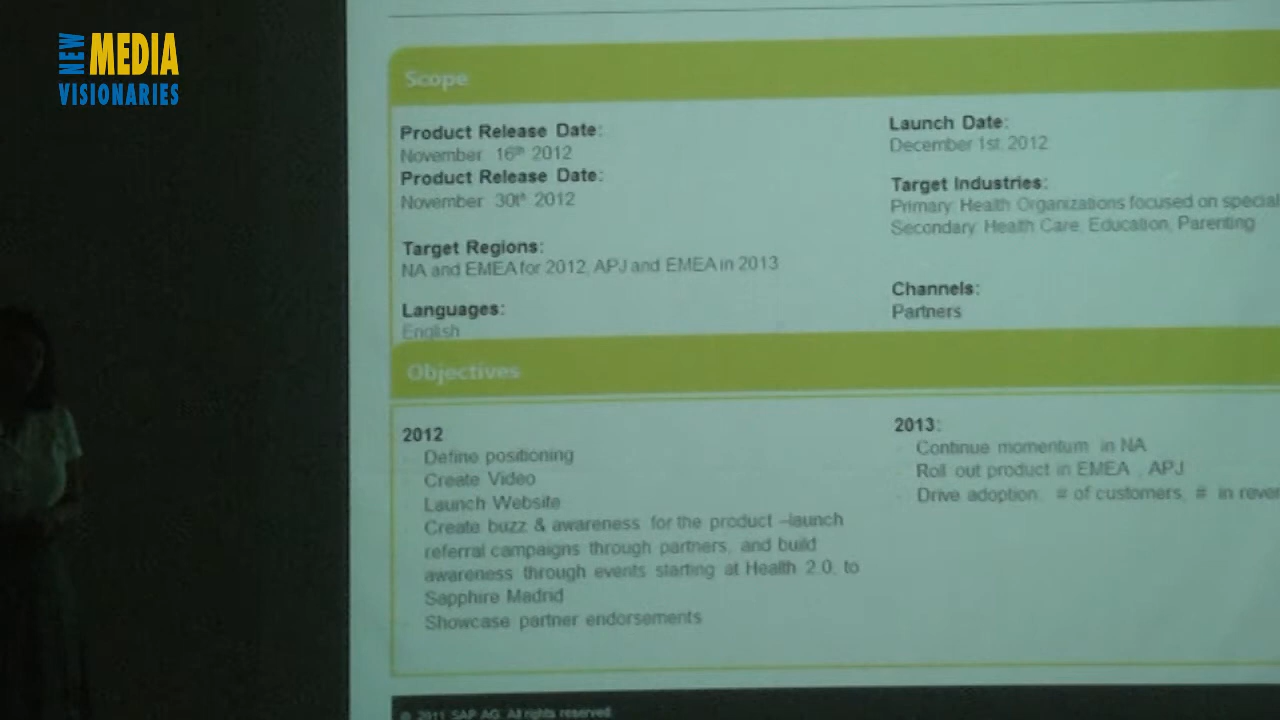 NEW MEDIA
VISIONARIES
Scope
Product Release Date:
November 16th 2012
Product Release Date:
November 30th 2012
Target Regions:
NA and EMEA for 2012, APJ and EMEA in 2013
Languages:
English
Launch Date:
December 1st, 2012
Target Industries:
Primary: Health Organizations focused on special
Secondary: Health Care, Education, Parenting
Channels:
Partners
Objectives
2012
Define positioning
Create Video
Launch Website
Create buzz & awareness for the product –launch
referral campaigns through partners, and build
awareness through events starting at Health 2.0, to
Sapphire Madrid
Showcase partner endorsements
2013:
Continue momentum in NA
Roll out product in EMEA , APJ
- Drive adoption: # of customers, # in
© 2011 SAP AG. All rights reserved.